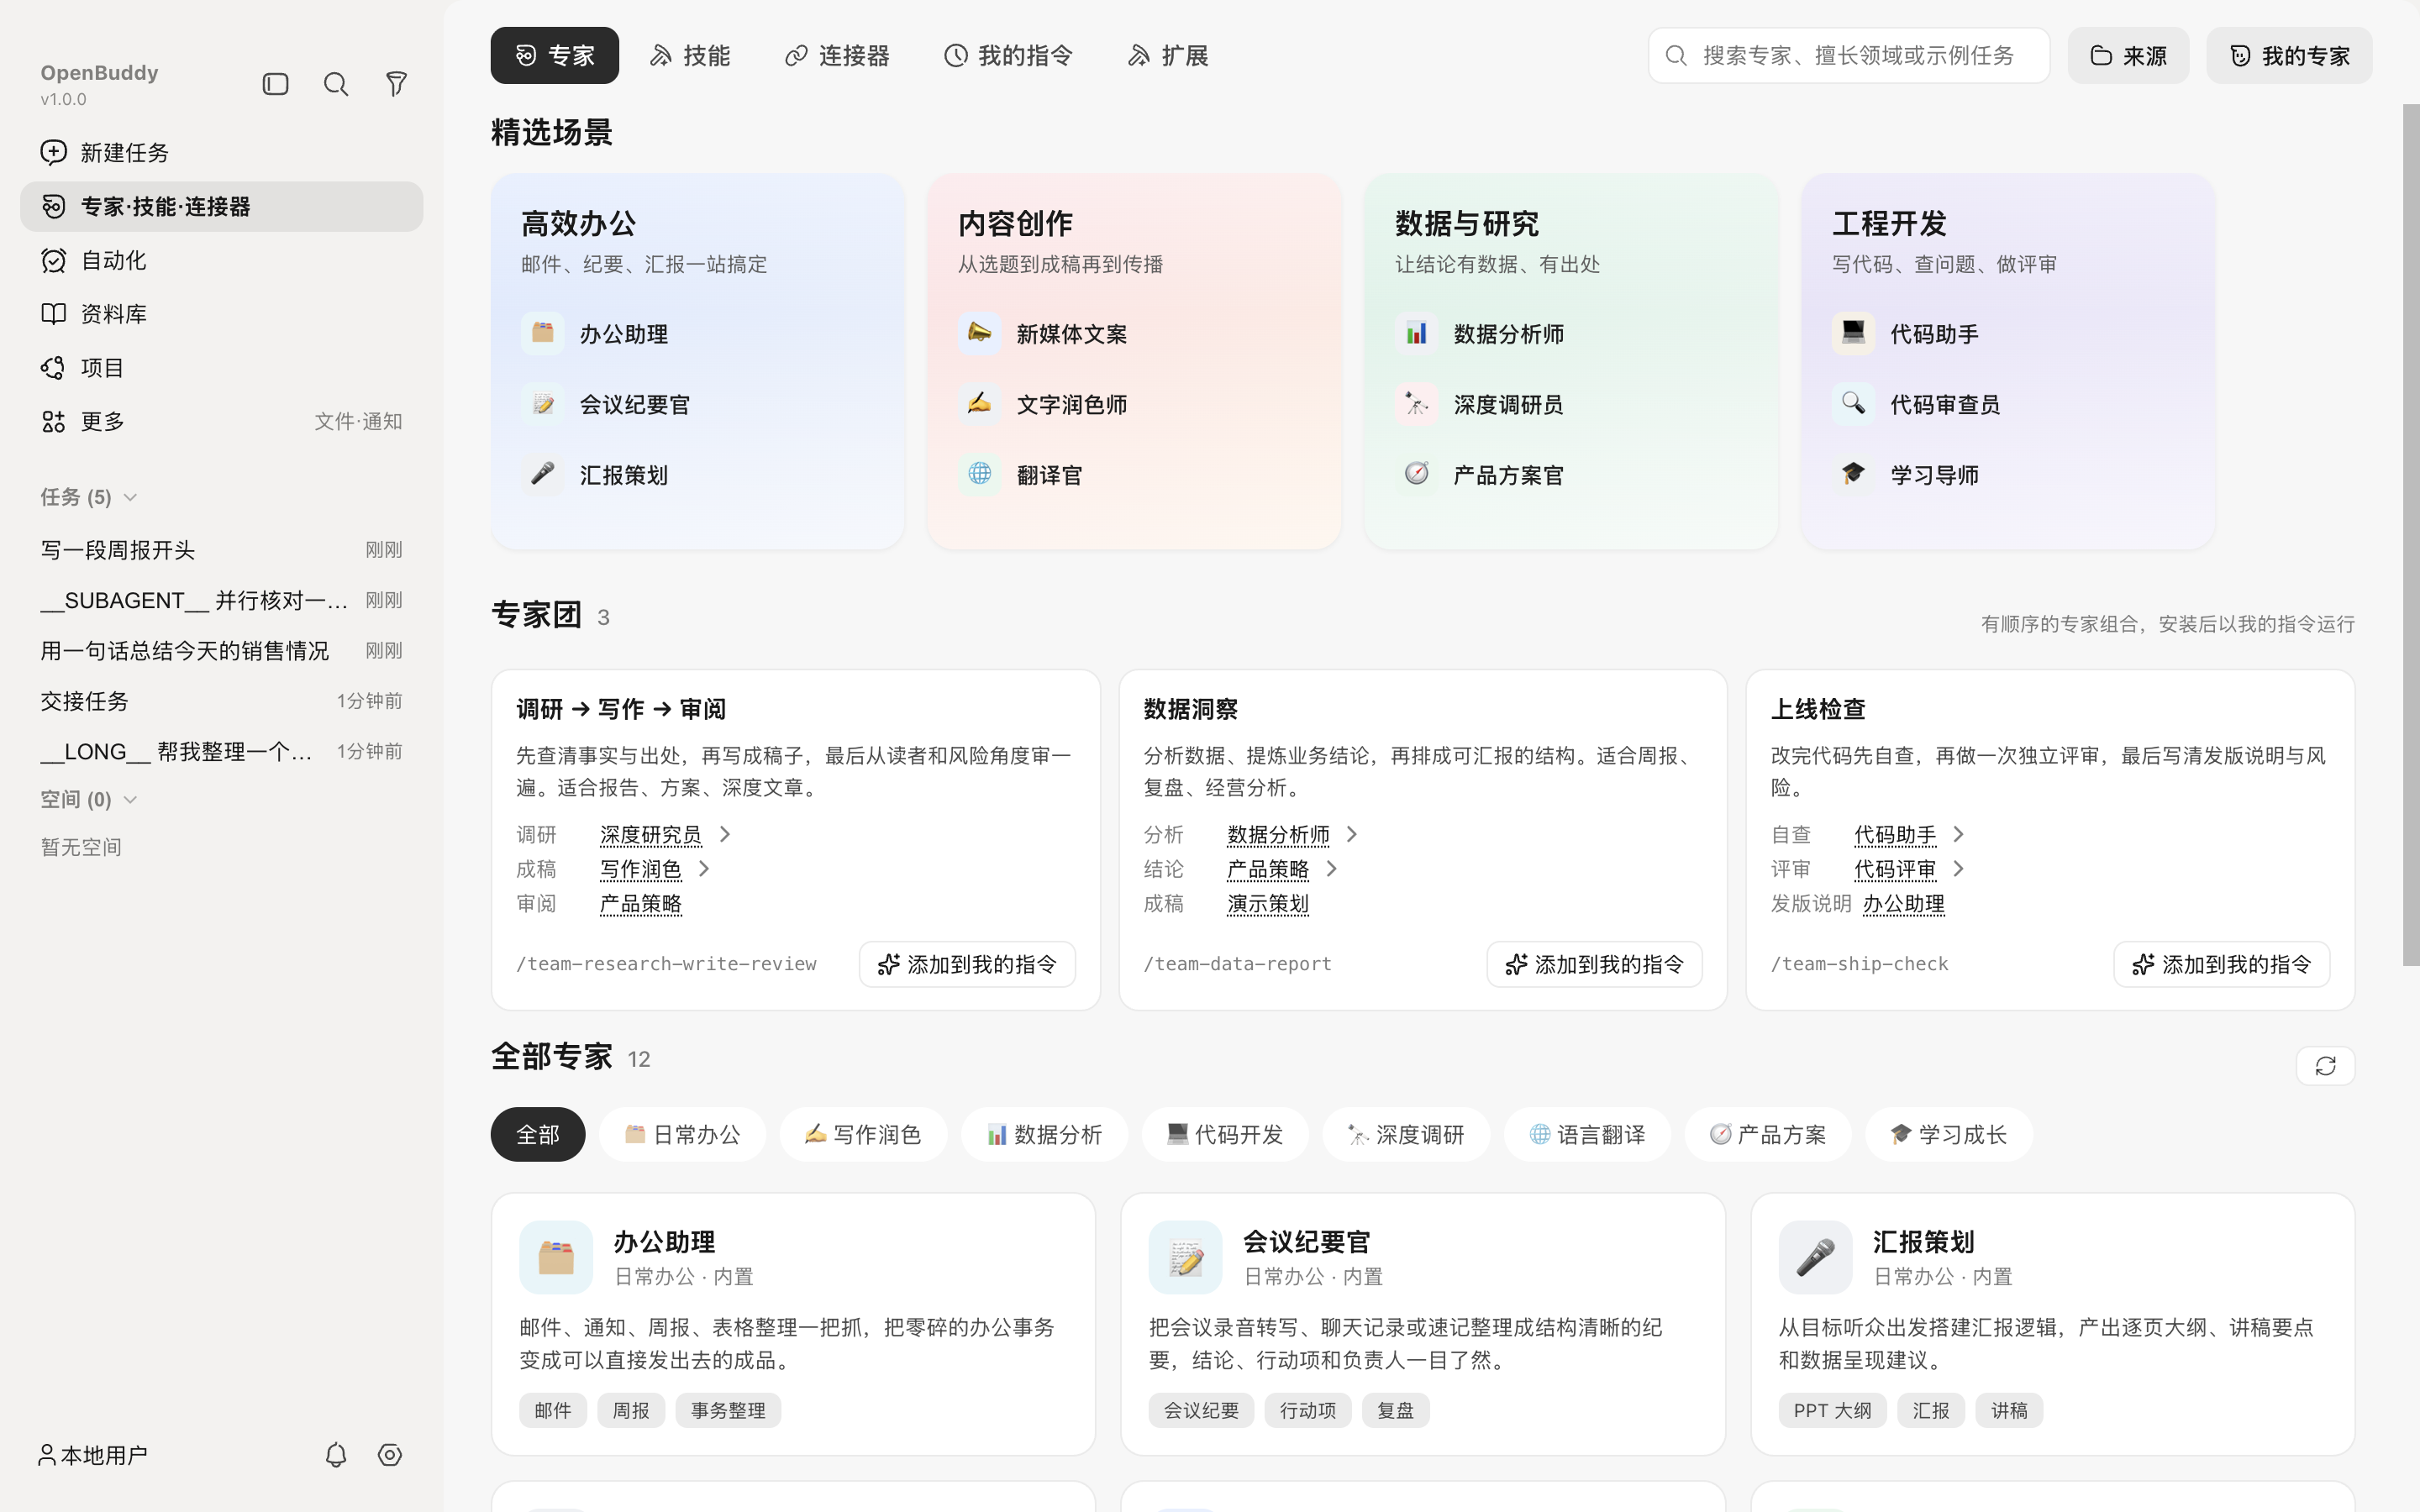 OpenBuddy
v1.0.0
新建任务
专家·技能·连接器
自动化
资料库
项目
更多 文件·通知
任务 (5)
写一段周报开头 刚刚
__SUBAGENT__ 并行核对一… 刚刚
用一句话总结今天的销售情况 刚刚
交接任务 1分钟前
__LONG__ 帮我整理一个… 1分钟前
空间 (0)
暂无空间
本地用户
专家 技能 连接器 我的指令 扩展
搜索专家、擅长领域或示例任务 来源 我的专家
精选场景
高效办公
邮件、纪要、汇报一站搞定
办公助理
会议纪要官
汇报策划
内容创作
从选题到成稿再到传播
新媒体文案
文字润色师
翻译官
数据与研究
让结论有数据、有出处
数据分析师
深度调研员
产品方案官
工程开发
写代码、查问题、做评审
代码助手
代码审查员
学习导师
专家团 3
有顺序的专家组合，安装后以我的指令运行
调研 → 写作 → 审阅
先查清事实与出处，再写成稿子，最后从读者和风险角度审一
遍。适合报告、方案、深度文章。
调研 深度研究员
成稿 写作润色
审阅 产品策略
/team-research-write-review 添加到我的指令
数据洞察
分析数据、提炼业务结论，再排成可汇报的结构。适合周报、
复盘、经营分析。
分析 数据分析师
结论 产品策略
成稿 演示策划
/team-data-report 添加到我的指令
上线检查
改完代码先自查，再做一次独立评审，最后写清发版说明与风
险。
自查 代码助手
评审 代码评审
发版说明 办公助理
/team-ship-check 添加到我的指令
全部专家 12
全部 日常办公 写作润色 数据分析 代码开发 深度调研 语言翻译 产品方案 学习成长
办公助理
日常办公 · 内置
邮件、通知、周报、表格整理一把抓，把零碎的办公事务
变成可以直接发出去的成品。
邮件 周报 事务整理
会议纪要官
日常办公 · 内置
把会议录音转写、聊天记录或速记整理成结构清晰的纪
要，结论、行动项和负责人一目了然。
会议纪要 行动项 复盘
汇报策划
日常办公 · 内置
从目标听众出发搭建汇报逻辑，产出逐页大纲、讲稿要点
和数据呈现建议。
PPT 大纲 汇报 讲稿